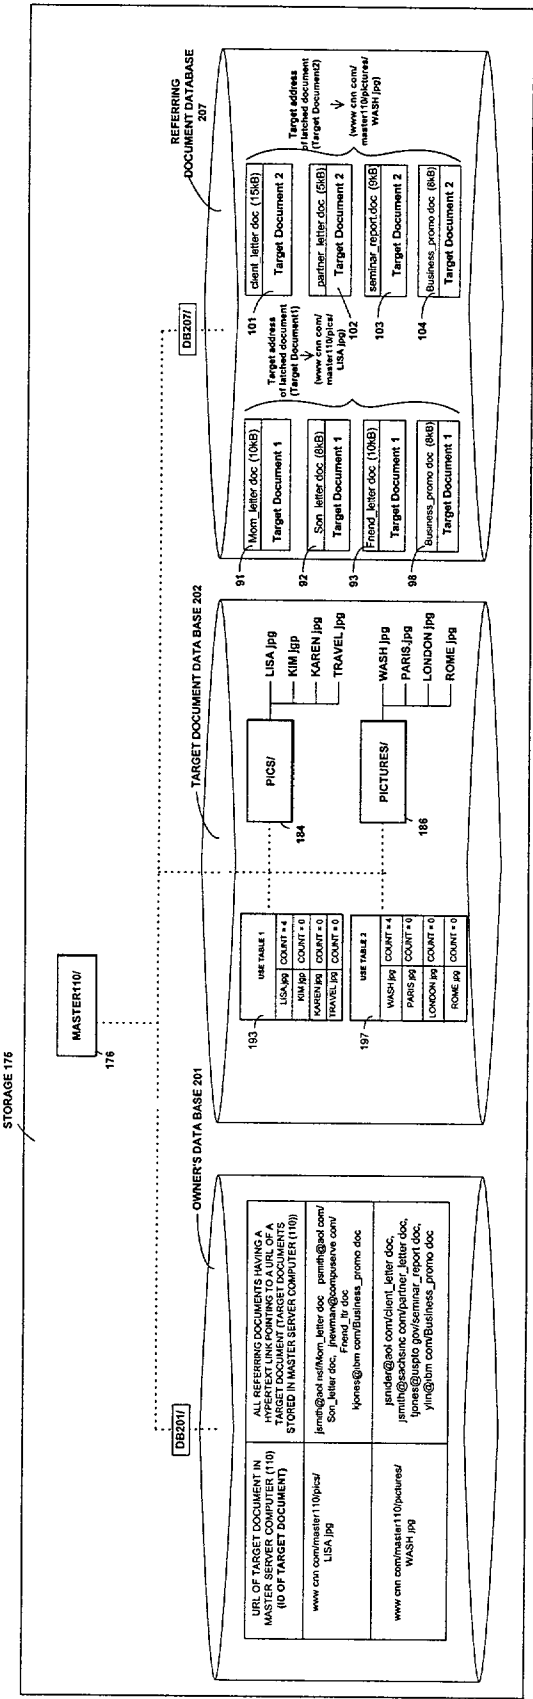 STORAGE 175
MASTER110/
176
DB201/
OWNER'S DATA BASE 201
URL OF TARGET DOCUMENT IN
MASTER SERVER COMPUTER (110)
(ID OF TARGET DOCUMENT)
ALL REFERRING DOCUMENTS HAVING A
HYPERTEXT LINK POINTING TO A URL OF A
TARGET DOCUMENT (TARGET DOCUMENTS
STORED IN MASTER SERVER COMPUTER (110))
www cnn com/master110/pics/
LISA jpg
jsmith@aol nsf/Mom_letter doc psmith@aol com/
Son_letter doc, jnewman@compuserve com/
Friend_ltr doc
kjones@ibm com/Business_promo doc
www cnn com/master110/pictures/
WASH jpg
jsnider@aol com/client_letter doc,
jsmith@sachsinc com/partner_letter doc,
tjones@uspto gov/seminar_report doc,
ylin@ibm com/Business_promo doc
TARGET DOCUMENT DATA BASE 202
193
USE TABLE 1
LISA.jpg COUNT = 4
KIM jgp COUNT = 0
KAREN jpg COUNT = 0
TRAVEL jpg COUNT = 0
197
USE TABLE 2
WASH jpg COUNT = 4
PARIS jpg COUNT = 0
LONDON jpg COUNT = 0
ROME jpg COUNT = 0
PICS/
184
LISA jpg
KIM jgp
KAREN jpg
TRAVEL jpg
PICTURES/
186
WASH jpg
PARIS.jpg
LONDON jpg
ROME jpg
DB207/
REFERRING
DOCUMENT DATABASE
207
91
Mom_letter doc (10kB)
Target Document 1
92
Son_letter doc (8kB)
Target Document 1
93
Friend_letter doc (10kB)
Target Document 1
98
Business_promo doc (8kB)
Target Document 1
Target address
of latched document
(Target Document1)
(www cnn com/
master110/pics/
LISA jpg)
101
client_letter doc (15kB)
Target Document 2
102
partner_letter doc (5kB)
Target Document 2
103
seminar_report.doc (9kB)
Target Document 2
104
Business_promo doc (8kB)
Target Document 2
Target address
of latched document
(Target Document2)
(www cnn com/
master110/pictures/
WASH jpg)